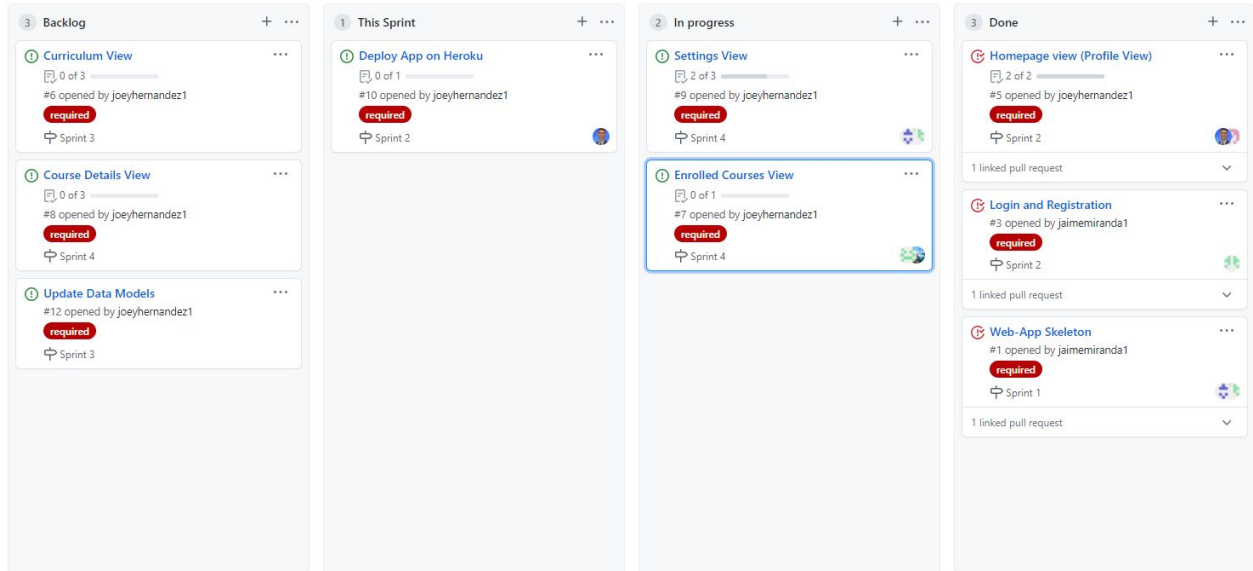 3 Backlog
Curriculum View
0 of 3
#6 opened by joeyhernandez1
required
Sprint 3
Course Details View
0 of 3
#8 opened by joeyhernandez1
required
Sprint 4
Update Data Models
#12 opened by joeyhernandez1
required
Sprint 3
1 This Sprint
Deploy App on Heroku
0 of 1
#10 opened by joeyhernandez1
required
Sprint 2
2 In progress
Settings View
2 of 3
#9 opened by joeyhernandez1
required
Sprint 4
Enrolled Courses View
0 of 1
#7 opened by joeyhernandez1
required
Sprint 4
3 Done
Homepage view (Profile View)
2 of 2
#5 opened by joeyhernandez1
required
Sprint 2
1 linked pull request
Login and Registration
#3 opened by jaimemiranda1
required
Sprint 2
1 linked pull request
Web-App Skeleton
#1 opened by jaimemiranda1
required
Sprint 1
1 linked pull request